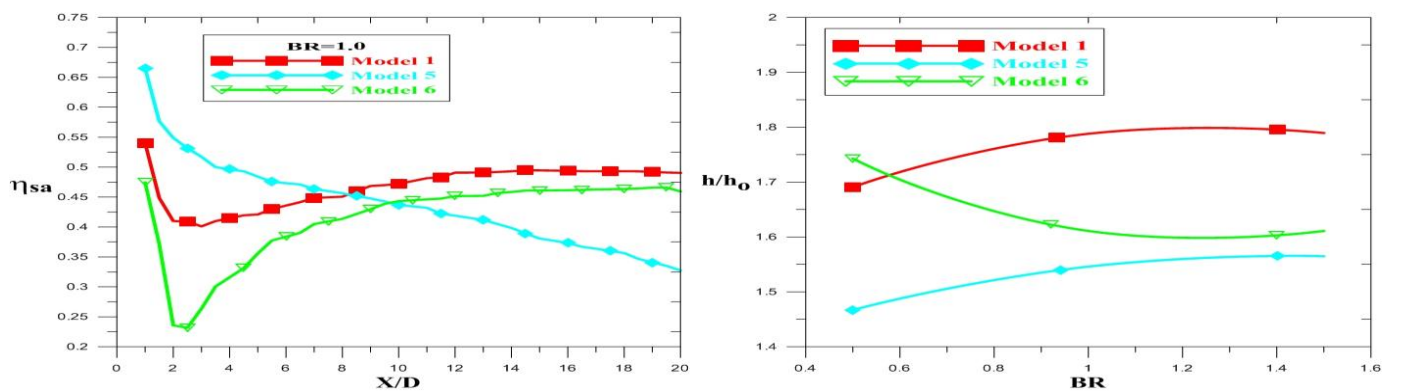 0.75
0.7
0.65
0.6
0.55
0.5
0.45
0.4
0.35
0.3
0.25
0.2
ηsa
BR=1.0
Model 1
Model 5
Model 6
0 2 4 6 8 10 12 14 16 18 20
X/D
2
1.9
1.8
1.7
1.6
1.5
1.4
h/ho
Model 1
Model 5
Model 6
0.4 0.6 0.8 1 1.2 1.4 1.6
BR